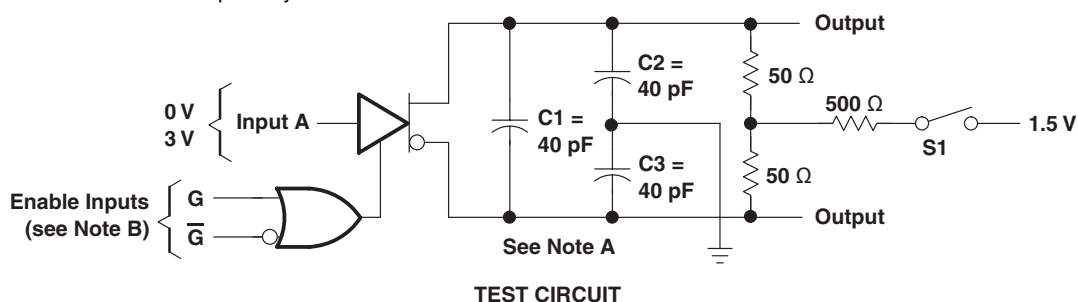 Output
C2 =
40 pF
50 Ω
500 Ω
0 V
3 V
Input A
C1 =
40 pF
1.5 V
S1
C3 =
40 pF
50 Ω
Enable Inputs
(see Note B)
G
G̅
Output
See Note A
TEST CIRCUIT